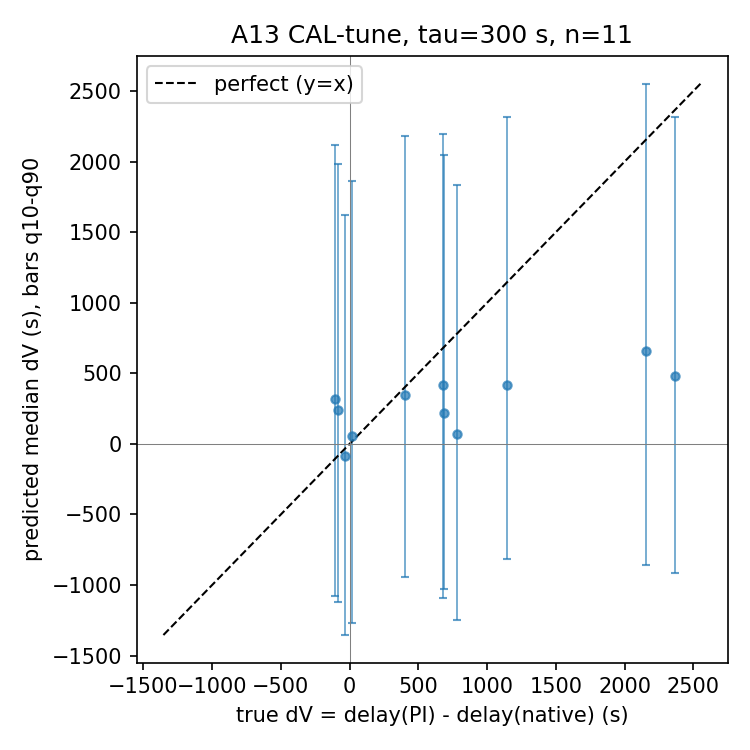 A13 CAL-tune, tau=300 s, n=11
perfect (y=x)
predicted median dV (s), bars q10-q90
2500
2000
1500
1000
500
0
−500
−1000
−1500
−1500 −1000 −500 0 500 1000 1500 2000 2500
true dV = delay(PI) - delay(native) (s)